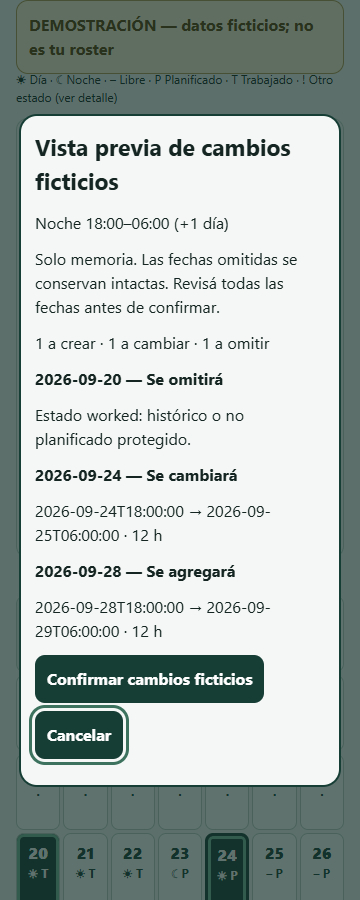 DEMOSTRACIÓN — datos ficticios; no
es tu roster
☀ Día · ☾ Noche · – Libre · P Planificado · T Trabajado · ! Otro
estado (ver detalle)
Vista previa de cambios
ficticios
Noche 18:00–06:00 (+1 día)
Solo memoria. Las fechas omitidas se
conservan intactas. Revisá todas las
fechas antes de confirmar.
1 a crear · 1 a cambiar · 1 a omitir
2026-09-20 — Se omitirá
Estado worked: histórico o no
planificado protegido.
2026-09-24 — Se cambiará
2026-09-24T18:00:00 → 2026-09-
25T06:00:00 · 12 h
2026-09-28 — Se agregará
2026-09-28T18:00:00 → 2026-09-
29T06:00:00 · 12 h
Confirmar cambios ficticios
Cancelar
20 21 22 23 24 25 26
☀ T ☀ T ☀ T ☾ P ☀ P – P – P